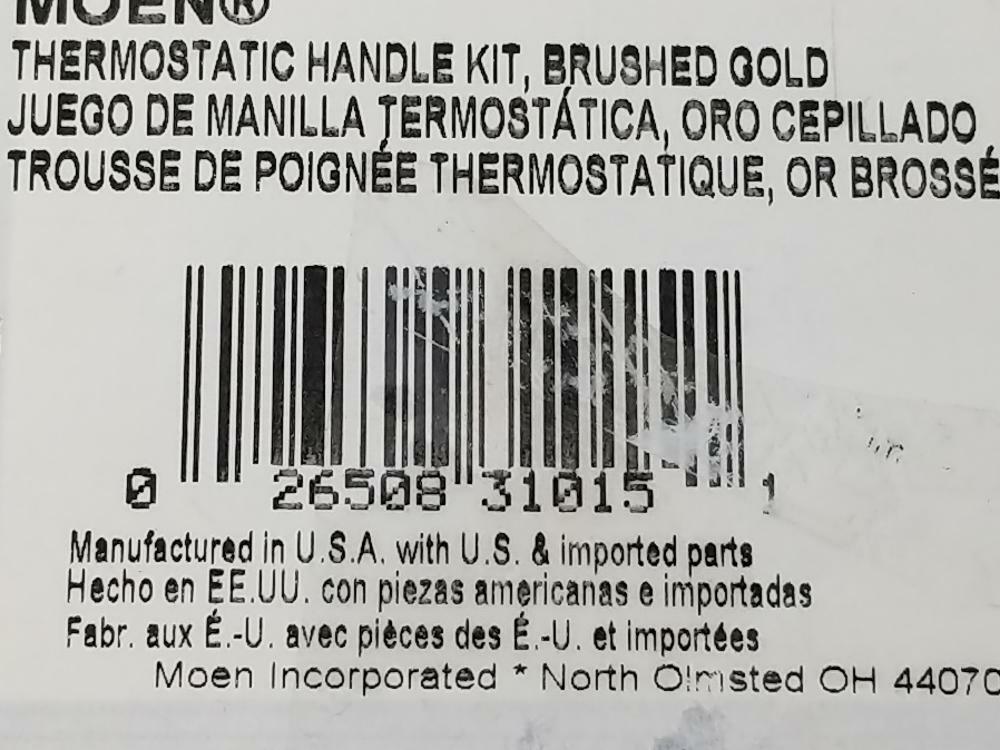 MOEN®
THERMOSTATIC HANDLE KIT, BRUSHED GOLD
JUEGO DE MANILLA TERMOSTÁTICA, ORO CEPILLADO
TROUSSE DE POIGNÉE THERMOSTATIQUE, OR BROSSÉ
0 26508 31015 1
Manufactured in U.S.A. with U.S. & imported parts
Hecho en EE.UU. con piezas americanas e importadas
Fabr. aux É.-U. avec pièces des É.-U. et importées
Moen Incorporated * North Olmsted OH 44070